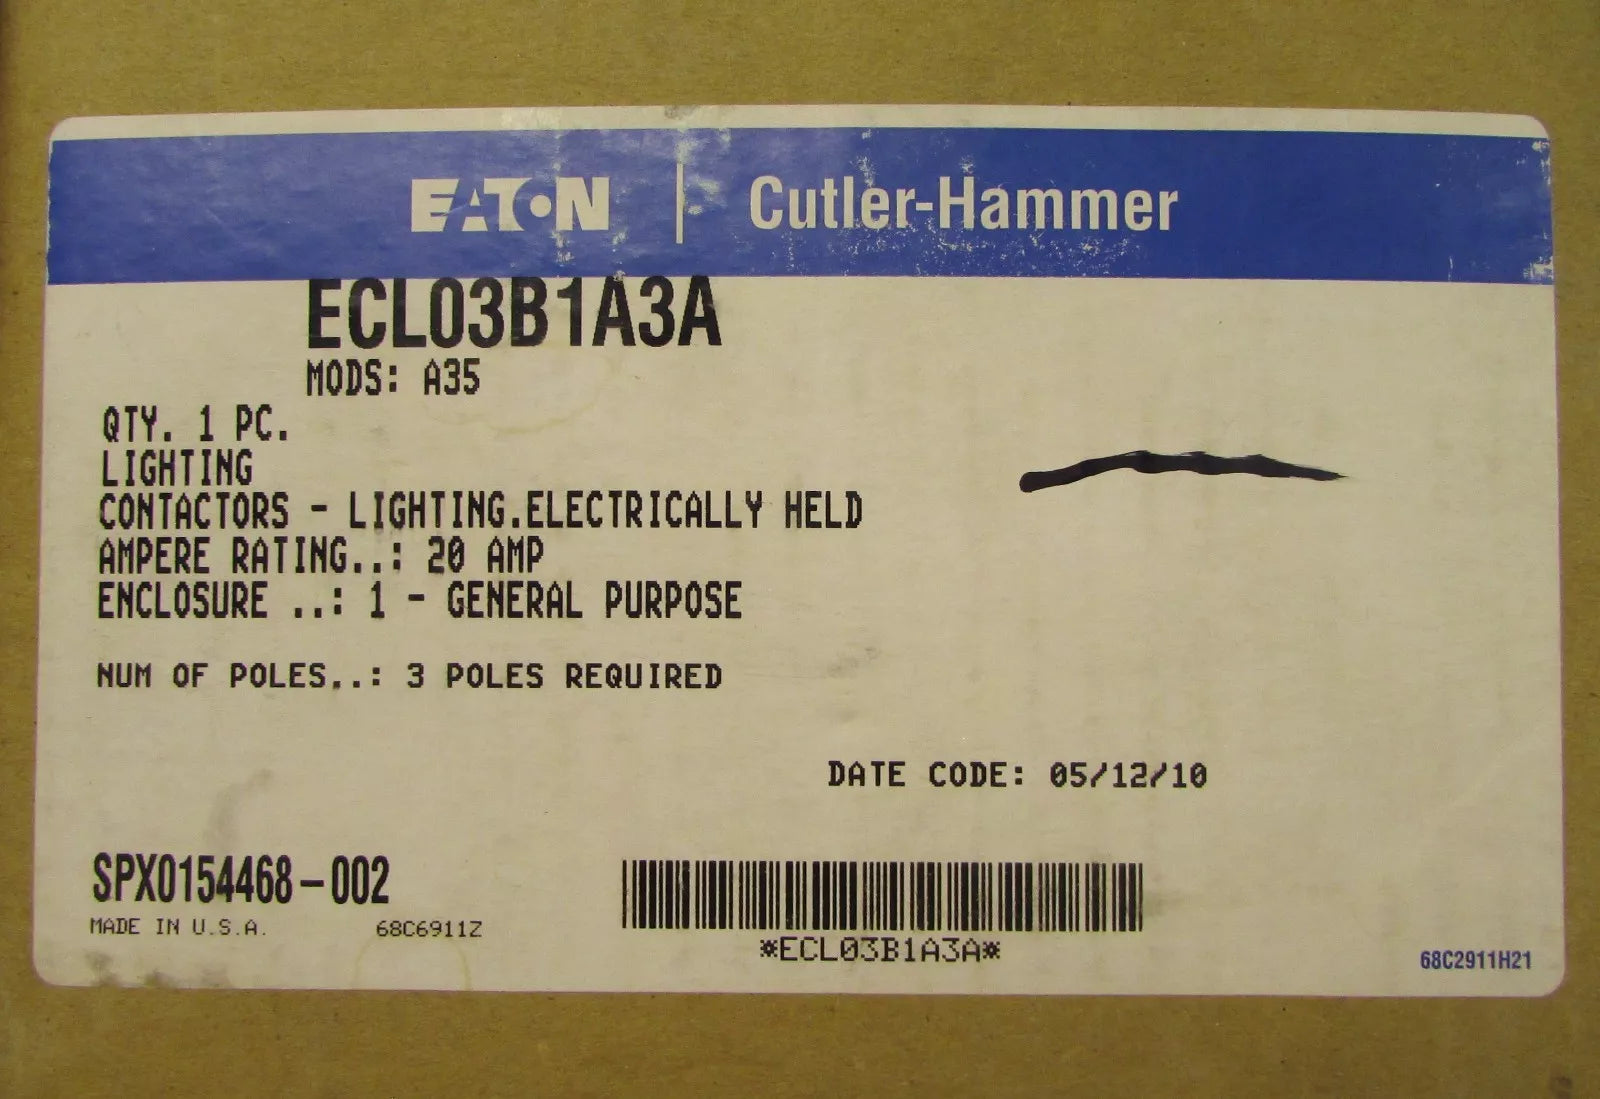 EATON | Cutler-Hammer
ECL03B1A3A
MODS: A35
QTY. 1 PC.
LIGHTING
CONTACTORS - LIGHTING.ELECTRICALLY HELD
AMPERE RATING..: 20 AMP
ENCLOSURE ..: 1 - GENERAL PURPOSE
NUM OF POLES..: 3 POLES REQUIRED
DATE CODE: 05/12/10
SPX0154468-002
MADE IN U.S.A. 68C6911Z
*ECL03B1A3A*
68C2911H21